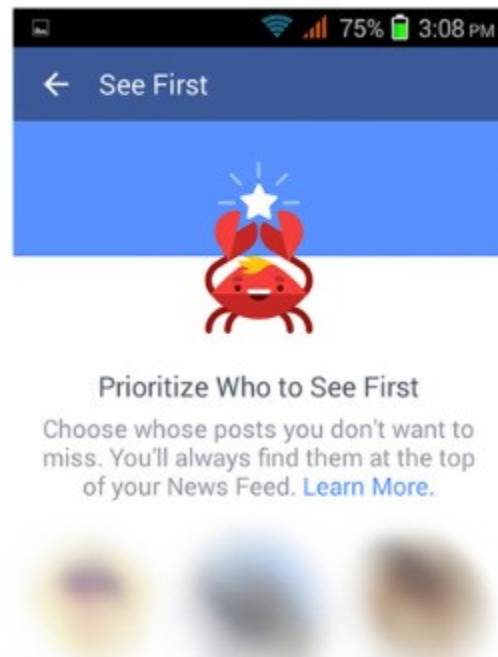 75% 3:08 PM
See First
Prioritize Who to See First
Choose whose posts you don't want to
miss. You'll always find them at the top
of your News Feed. Learn More.